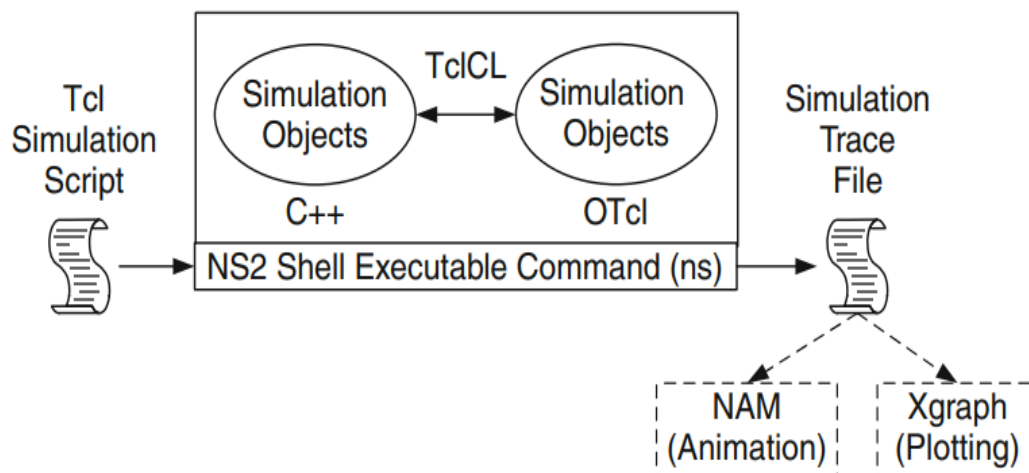 Tcl
Simulation
Script
TclCL
Simulation
Objects
Simulation
Objects
C++
OTcl
NS2 Shell Executable Command (ns)
Simulation
Trace
File
NAM
(Animation)
Xgraph
(Plotting)